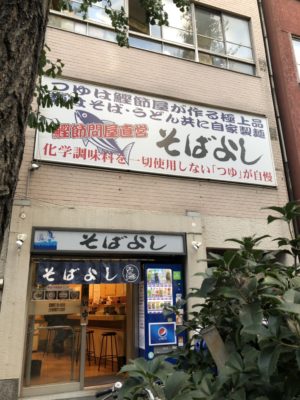 つゆは鰹節屋が作る極上品
そば・うどん共に自家製麺
鰹節問屋直営
そばよし
化学調味料を一切使用しない「つゆ」が自慢
そばよし
そばよし
pepsi